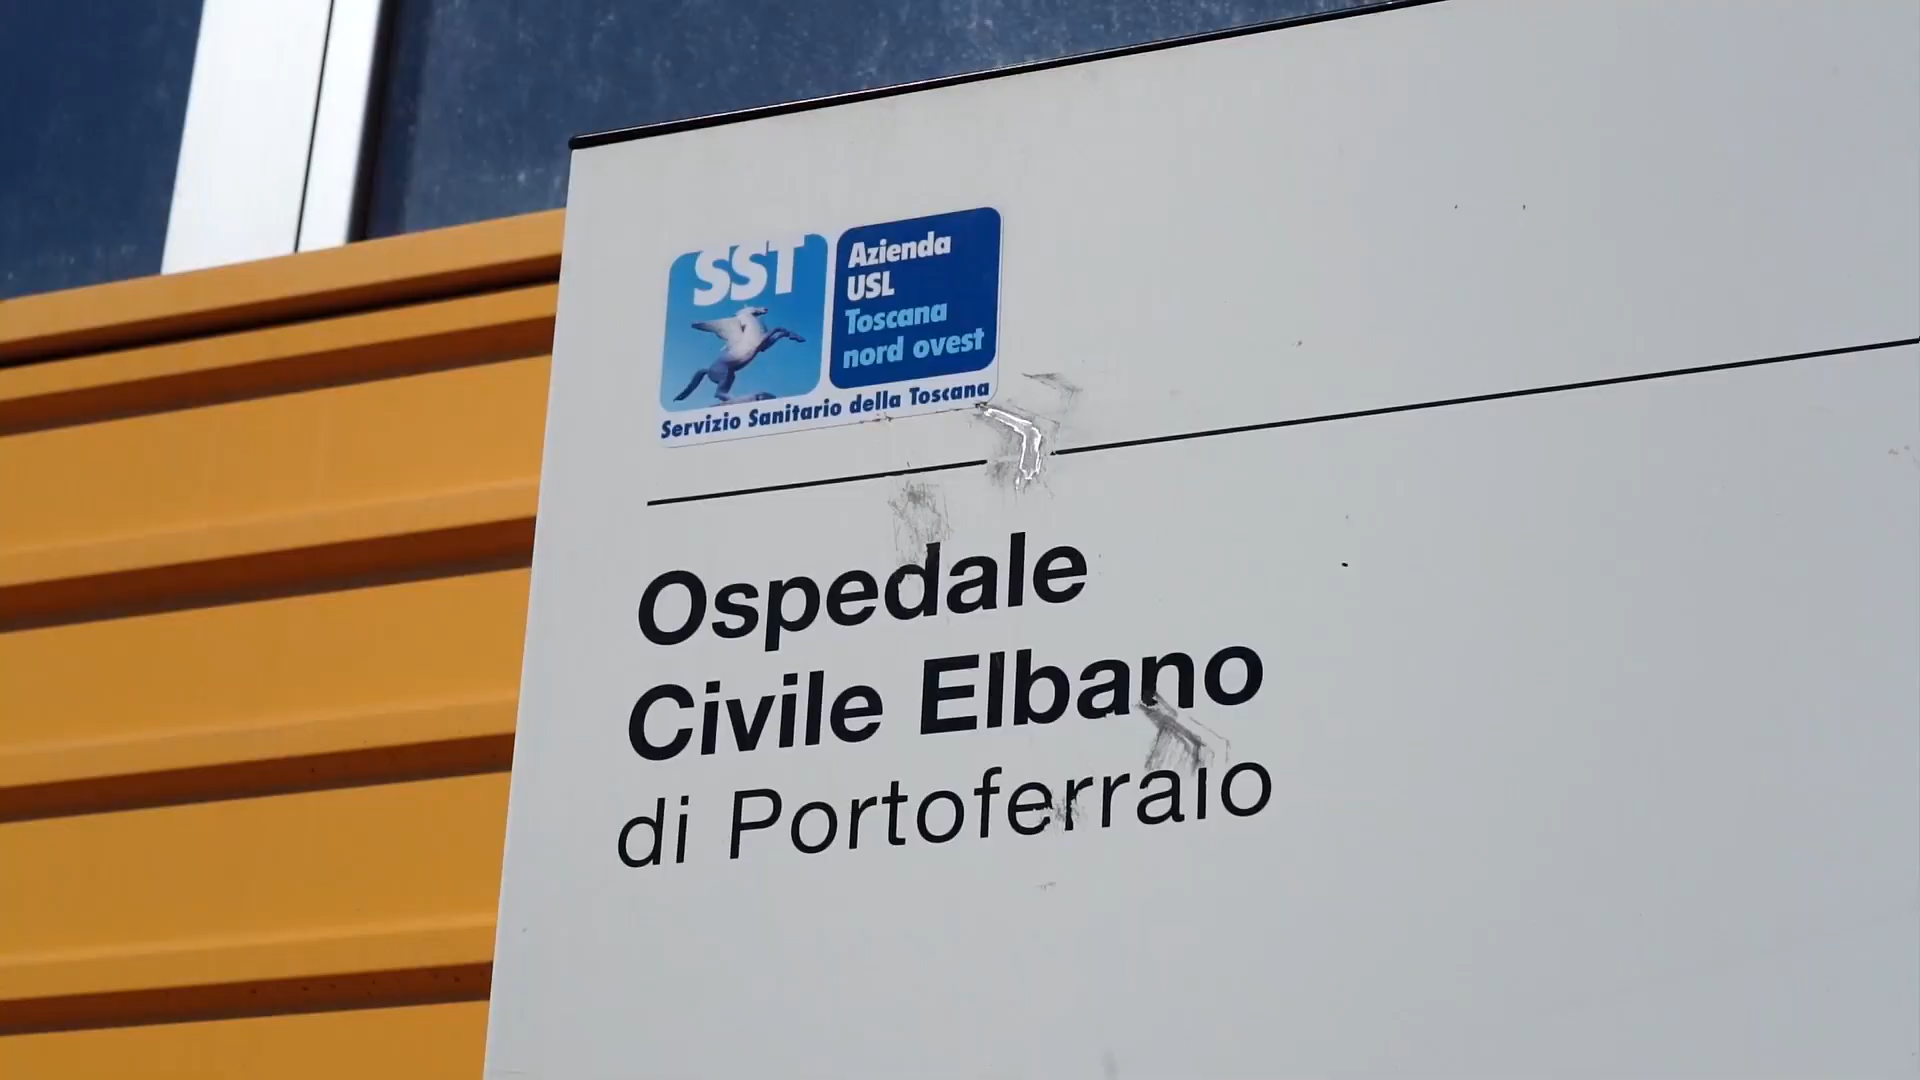 SST
Azienda
USL
Toscana
nord ovest
Servizio Sanitario della Toscana
Ospedale
Civile Elbano
di Portoferraio